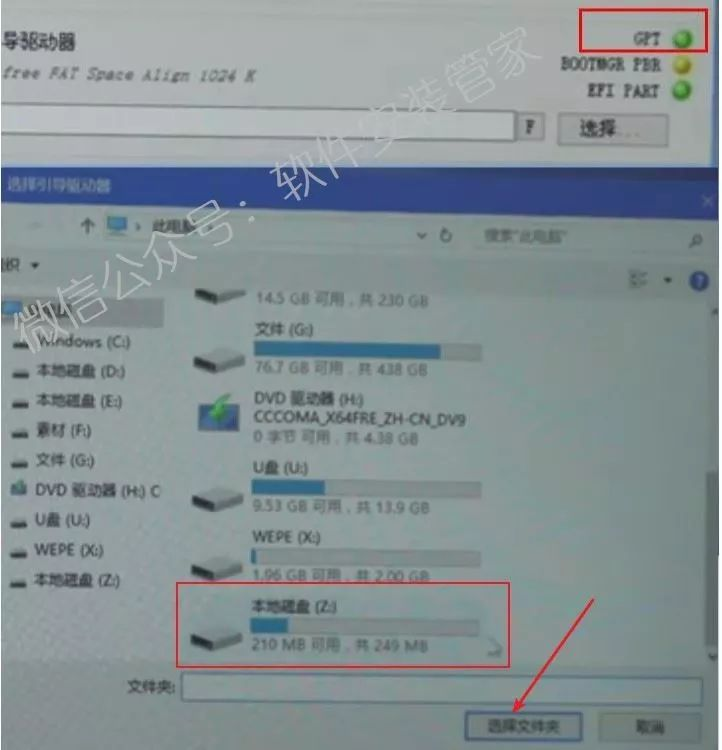 导驱动器
GPT
free FAT Space Align 1024 K
BOOTMGR PBR
EFI PART
F
选择...
微信公众号：软件安装管家
选择引导驱动器
此电脑
搜索"此电脑"
织
14.5 GB 可用，共 230 GB
Windows (C:)
本地磁盘 (D:)
本地磁盘 (E:)
素材 (F:)
文件 (G:)
DVD 驱动器 (H:) C
U盘 (U:)
WEPE (X:)
本地磁盘 (Z:)
文件 (G:)
76.7 GB 可用，共 438 GB
DVD 驱动器 (H:)
CCCOMA_X64FRE_ZH-CN_DV9
0 字节 可用，共 4.38 GB
U盘 (U:)
9.53 GB 可用，共 13.9 GB
WEPE (X:)
1.96 GB 可用，共 2.00 GB
本地磁盘 (Z:)
210 MB 可用，共 249 MB
文件夹:
选择文件夹
取消